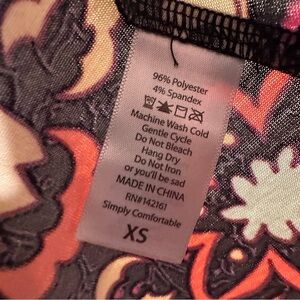 96% Polyester
4% Spandex
Machine Wash Cold
Gentle Cycle
Do Not Bleach
Hang Dry
Do Not Iron
or you'll be sad
MADE IN CHINA
RN#142161
Simply Comfortable
XS